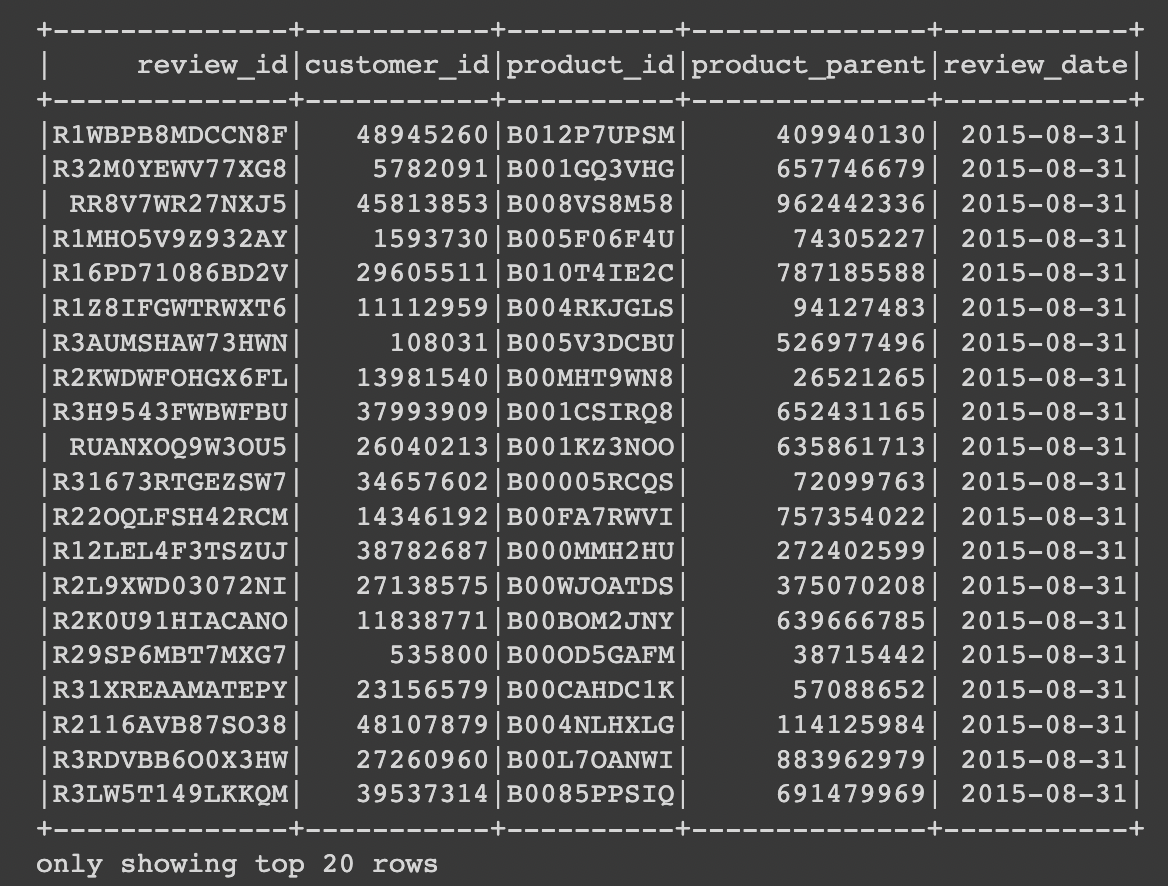 +--------------+-----------+----------+--------------+-----------+
|     review_id|customer_id|product_id|product_parent|review_date|
+--------------+-----------+----------+--------------+-----------+
|R1WBPB8MDCCN8F|   48945260|B012P7UPSM|     409940130| 2015-08-31|
|R32M0YEWV77XG8|    5782091|B001GQ3VHG|     657746679| 2015-08-31|
| RR8V7WR27NXJ5|   45813853|B008VS8M58|     962442336| 2015-08-31|
|R1MHO5V9Z932AY|    1593730|B005F06F4U|      74305227| 2015-08-31|
|R16PD71086BD2V|   29605511|B010T4IE2C|     787185588| 2015-08-31|
|R1Z8IFGWTRWXT6|   11112959|B004RKJGLS|      94127483| 2015-08-31|
|R3AUMSHAW73HWN|     108031|B005V3DCBU|     526977496| 2015-08-31|
|R2KWDWFOHGX6FL|   13981540|B00MHT9WN8|      26521265| 2015-08-31|
|R3H9543FWBWFBU|   37993909|B001CSIRQ8|     652431165| 2015-08-31|
| RUANXOQ9W3OU5|   26040213|B001KZ3NOO|     635861713| 2015-08-31|
|R31673RTGEZSW7|   34657602|B00005RCQS|      72099763| 2015-08-31|
|R22OQLFSH42RCM|   14346192|B00FA7RWVI|     757354022| 2015-08-31|
|R12LEL4F3TSZUJ|   38782687|B000MMH2HU|     272402599| 2015-08-31|
|R2L9XWD03072NI|   27138575|B00WJOATDS|     375070208| 2015-08-31|
|R2K0U91HIACANO|   11838771|B00BOM2JNY|     639666785| 2015-08-31|
|R29SP6MBT7MXG7|     535800|B00OD5GAFM|      38715442| 2015-08-31|
|R31XREAAMATEPY|   23156579|B00CAHDC1K|      57088652| 2015-08-31|
|R2116AVB87SO38|   48107879|B004NLHXLG|     114125984| 2015-08-31|
|R3RDVBB6O0X3HW|   27260960|B00L7OANWI|     883962979| 2015-08-31|
|R3LW5T149LKKQM|   39537314|B0085PPSIQ|     691479969| 2015-08-31|
+--------------+-----------+----------+--------------+-----------+
only showing top 20 rows